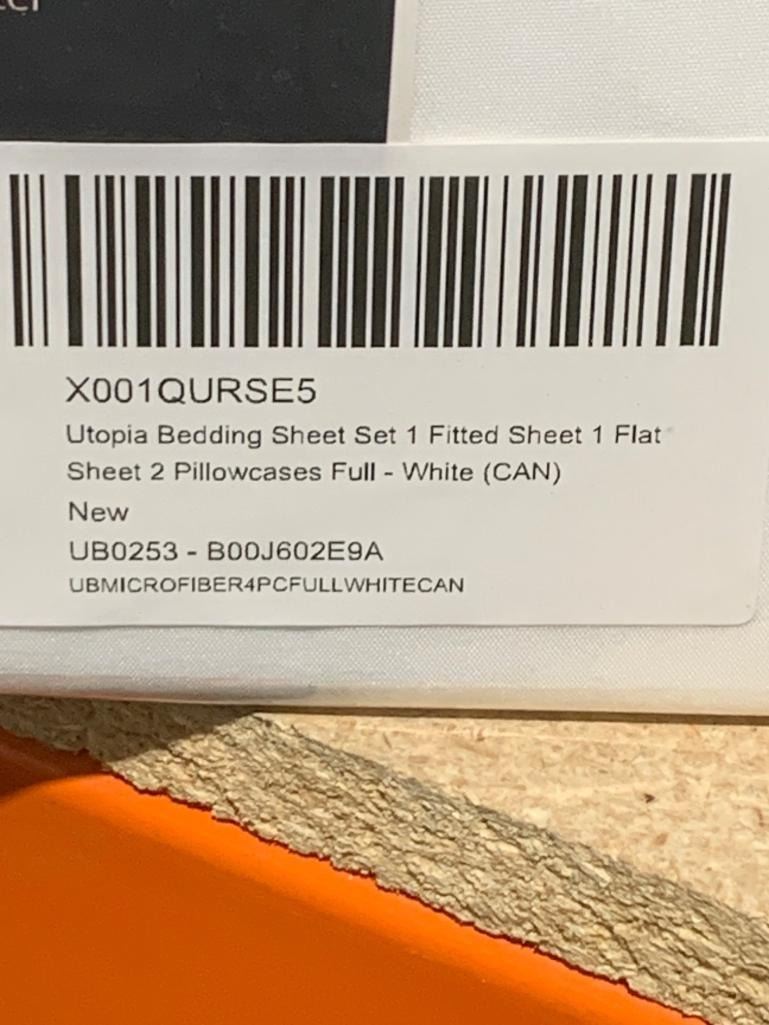 X001QURSE5
Utopia Bedding Sheet Set 1 Fitted Sheet 1 Flat
Sheet 2 Pillowcases Full - White (CAN)
New
UB0253 - B00J602E9A
UBMICROFIBER4PCFULLWHITECAN